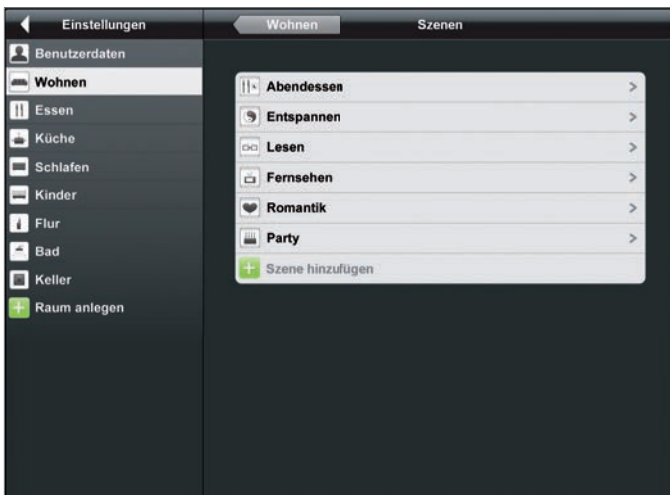 Einstellungen
Benutzerdaten
Wohnen
Essen
Küche
Schlafen
Kinder
Flur
Bad
Keller
Raum anlegen
Wohnen
Szenen
Abendessen
Entspannen
Lesen
Fernsehen
Romantik
Party
Szene hinzufügen